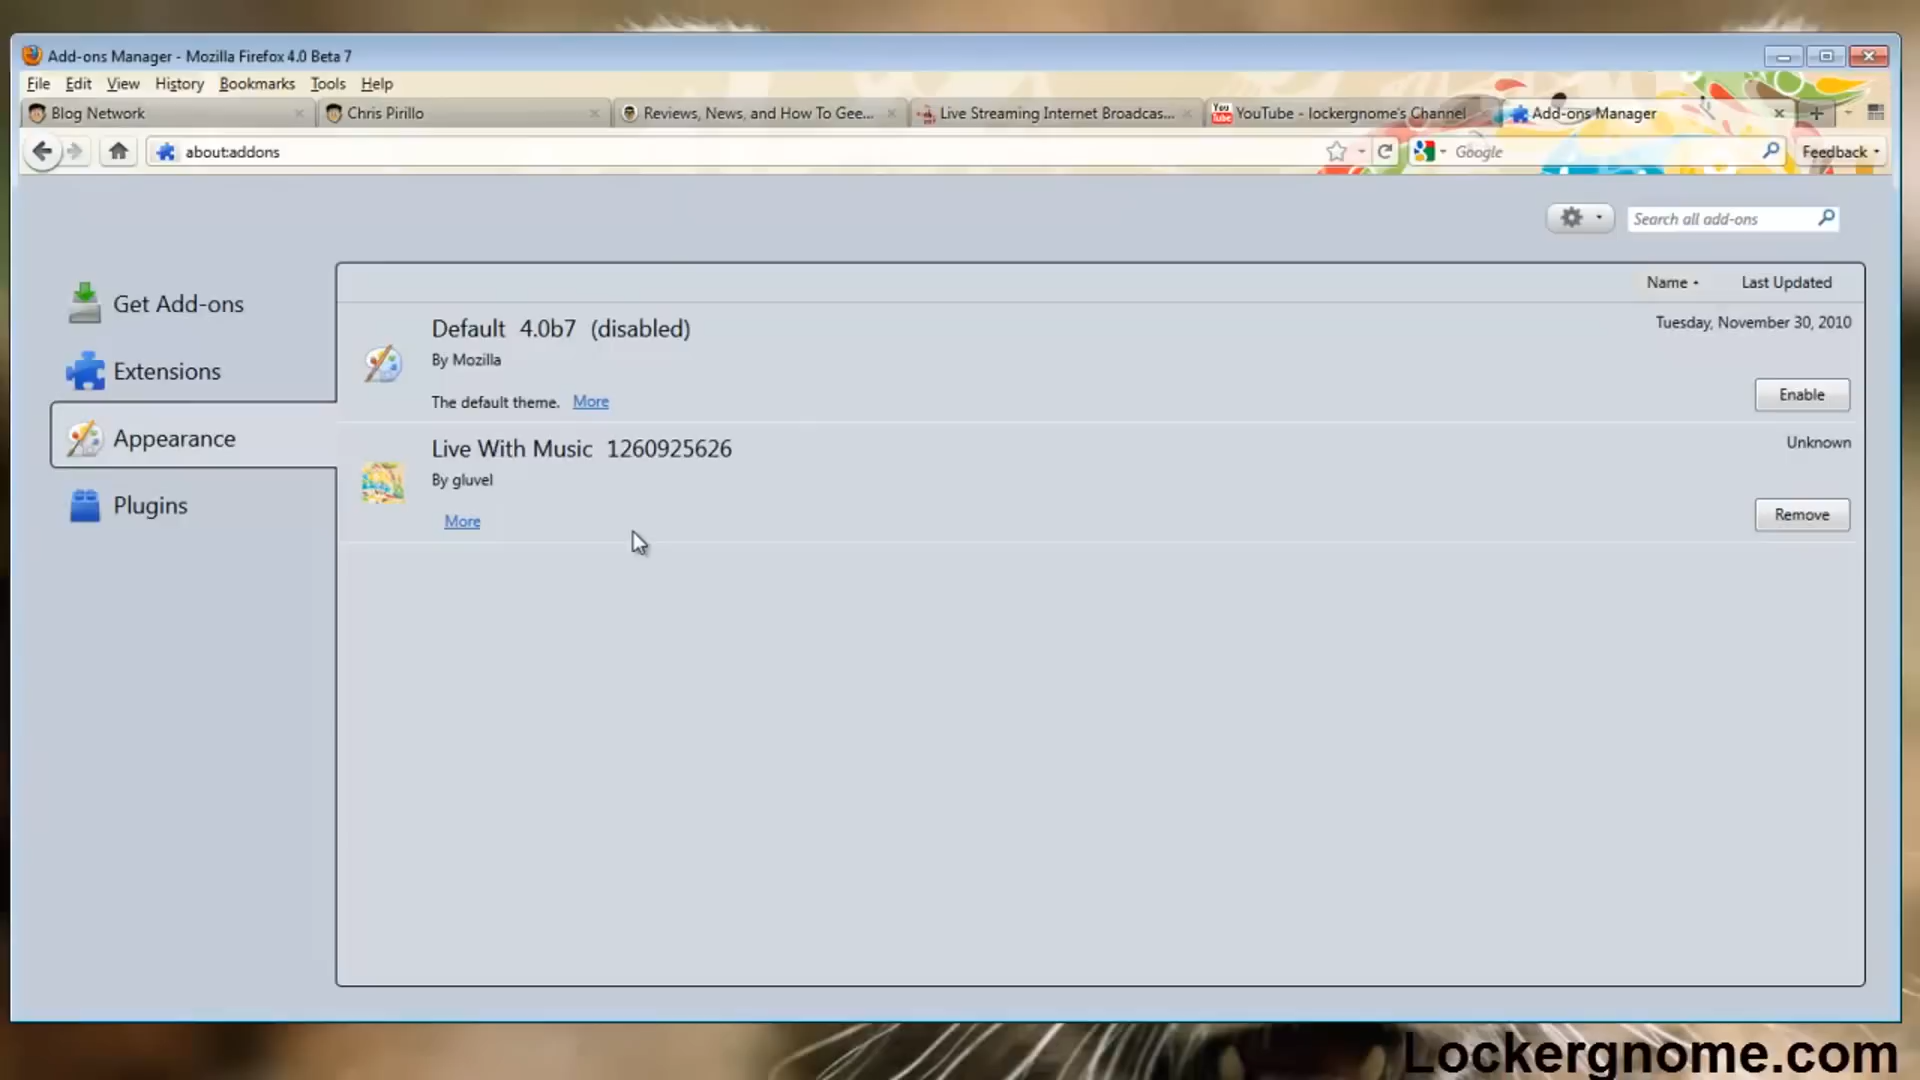 Add-ons Manager - Mozilla Firefox 4.0 Beta 7
File Edit View History Bookmarks Tools Help
Blog Network Chris Pirillo Reviews, News, and How To Gee... Live Streaming Internet Broadcas... You Tube YouTube - lockergnome's Channel Add-ons Manager
about:addons Google Feedback
Search all add-ons
Name Last Updated
Get Add-ons
Extensions
Appearance
Plugins
Default 4.0b7 (disabled) Tuesday, November 30, 2010
By Mozilla
The default theme. More Enable
Live With Music 1260925626 Unknown
By gluvel
More Remove
Lockergnome.com